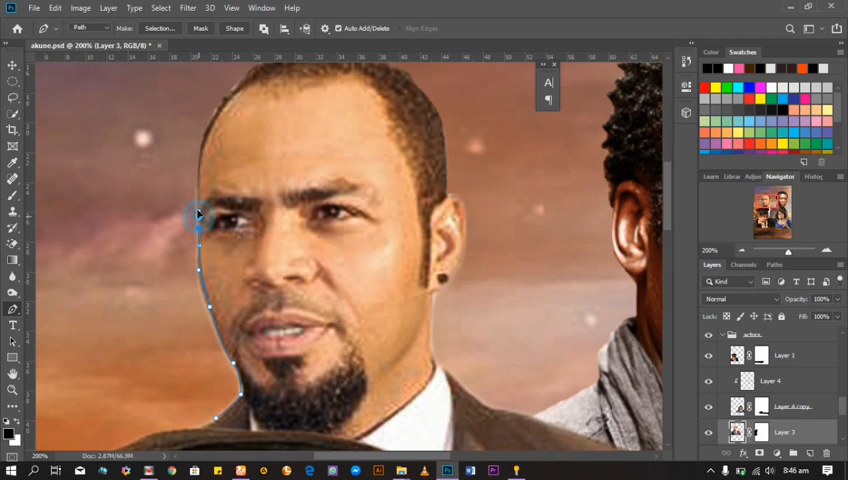 File Edit Image Layer Type Select Filter 3D View Window Help
Path Make: Selection... Mask Shape Auto Add/Delete Align Edges
akune.psd @ 200% (Layer 3, RGB/8) *
Color Swatches
Learn Librar Adjus Navigator Histog
200%
Layers Channels Paths
Kind
Normal Opacity: 100%
Lock: Fill: 100%
actors
Layer 1
Layer 4
Layer 4 copy
Layer 3
200% Doc: 2.87M/66.9M
8:46 am